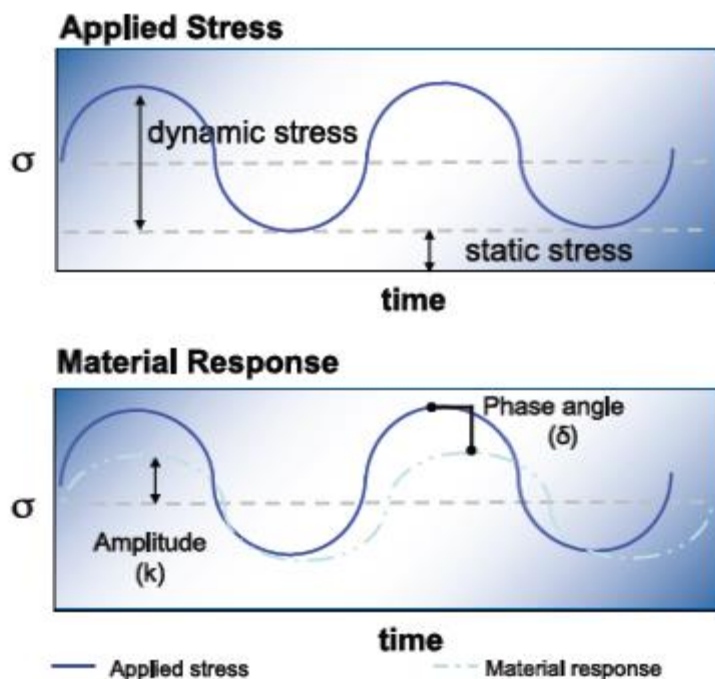 Applied Stress
dynamic stress
σ
static stress
time
Material Response
Phase angle
(δ)
σ
Amplitude
(k)
time
Applied stress
Material response